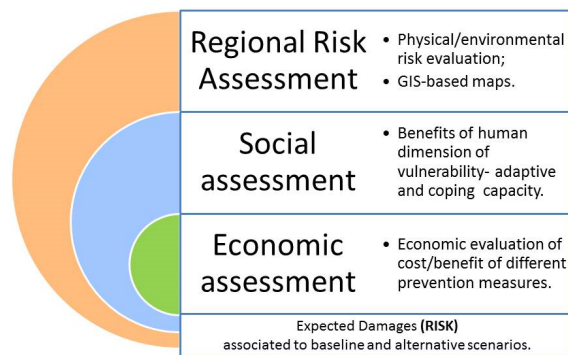 Regional Risk
Assessment
• Physical/environmental
risk evaluation;
• GIS-based maps.
Social
assessment
• Benefits of human
dimension of
vulnerability- adaptive
and coping capacity.
Economic
assessment
• Economic evaluation of
cost/benefit of different
prevention measures.
Expected Damages (RISK)
associated to baseline and alternative scenarios.